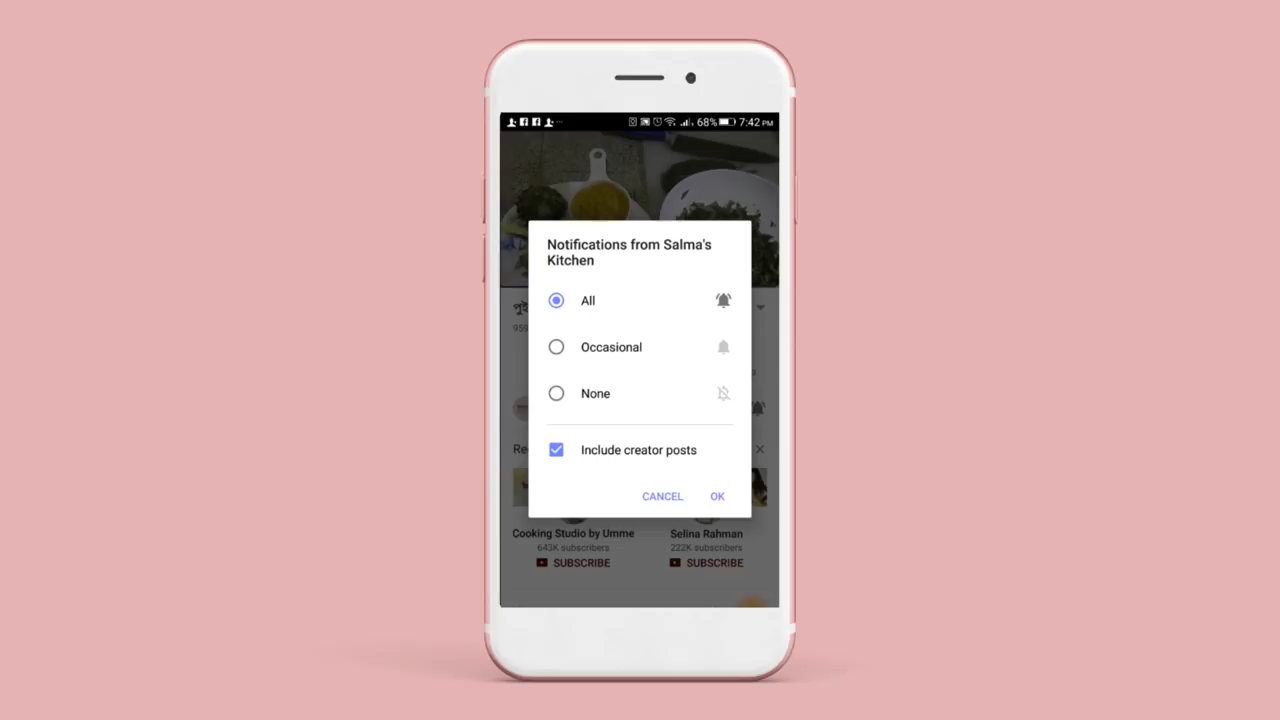 68% 7:42 PM
Notifications from Salma's
Kitchen
All
Occasional
None
Include creator posts
CANCEL OK
Cooking Studio by Umme
643K subscribers
SUBSCRIBE
Selina Rahman
222K subscribers
SUBSCRIBE